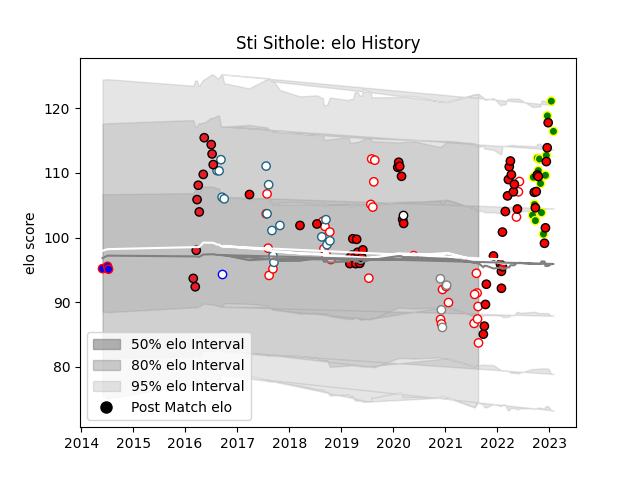 Sti Sithole: elo History
elo score
120
110
100
90
80
50% elo Interval
80% elo Interval
95% elo Interval
Post Match elo
2014 2015 2016 2017 2018 2019 2020 2021 2022 2023